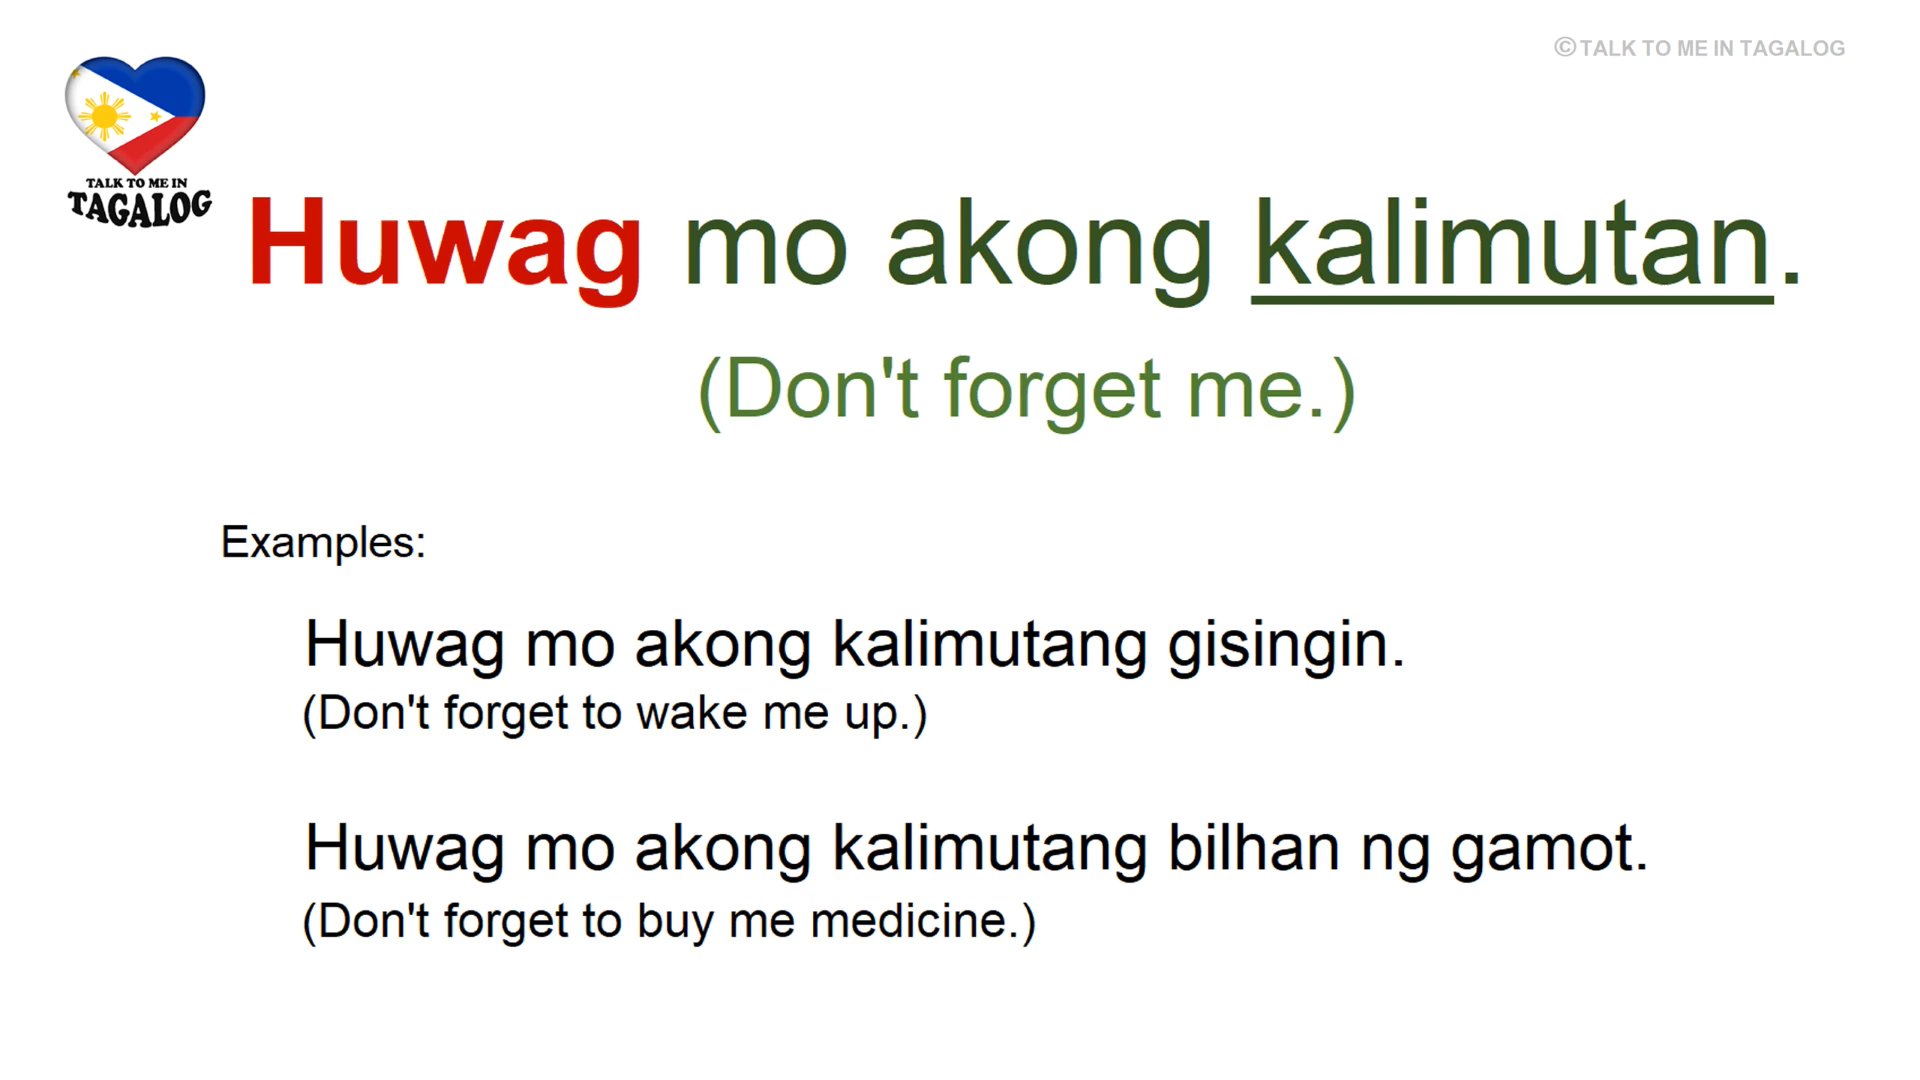 © TALK TO ME IN TAGALOG
TALK TO ME IN
TAGALOG
Huwag mo akong kalimutan.
(Don't forget me.)
Examples:
Huwag mo akong kalimutang gisingin.
(Don't forget to wake me up.)
Huwag mo akong kalimutang bilhan ng gamot.
(Don't forget to buy me medicine.)